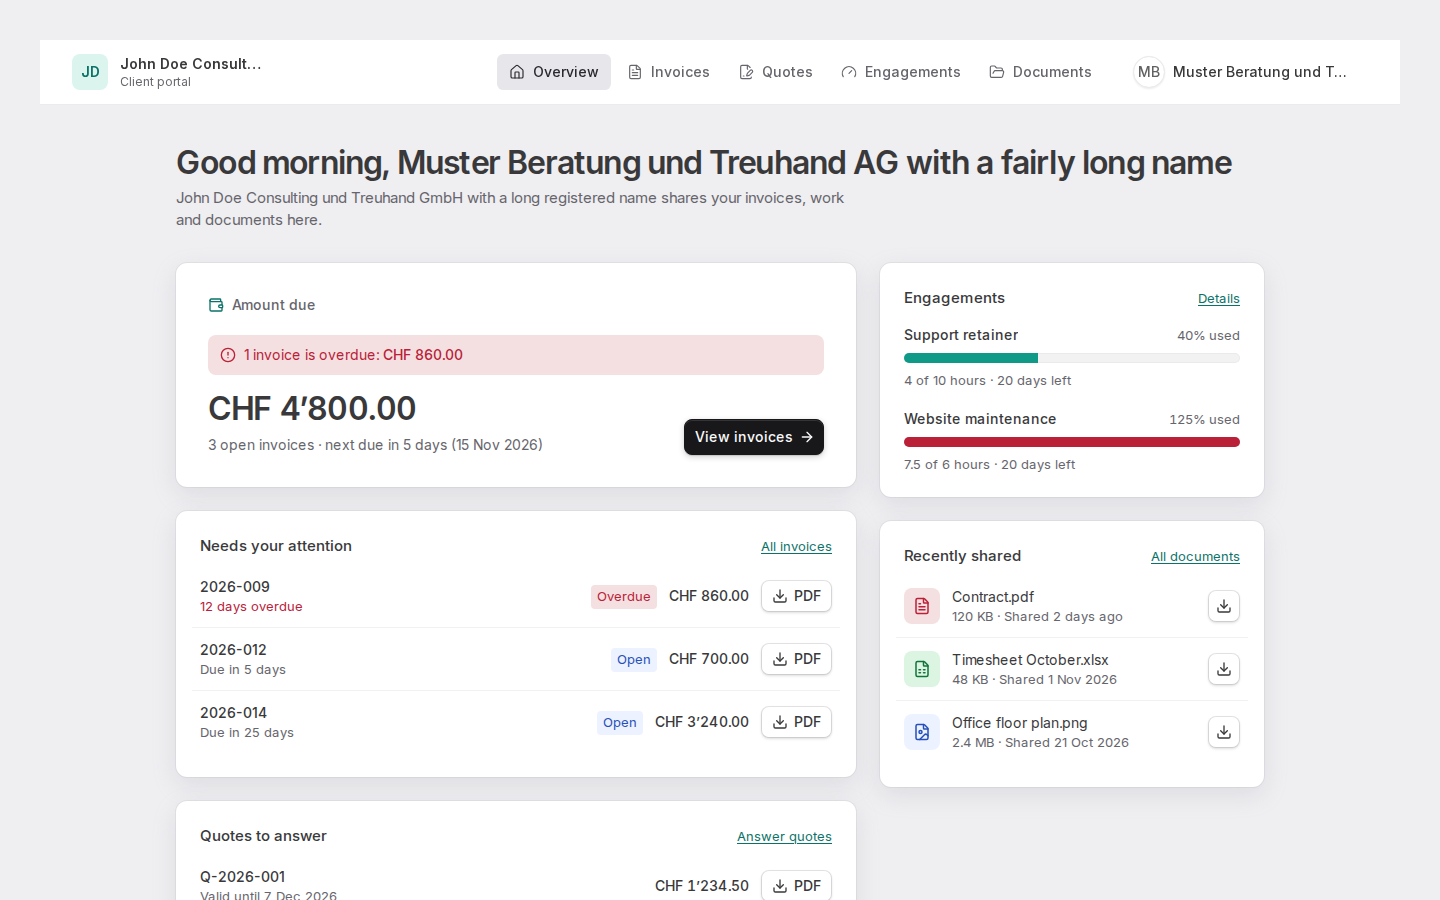 JD
John Doe Consult...
Client portal
Overview
Invoices
Quotes
Engagements
Documents
MB
Muster Beratung und T...
Good morning, Muster Beratung und Treuhand AG with a fairly long name
John Doe Consulting und Treuhand GmbH with a long registered name shares your invoices, work
and documents here.
Amount due
1 invoice is overdue: CHF 860.00
CHF 4’800.00
3 open invoices · next due in 5 days (15 Nov 2026)
View invoices
Needs your attention
All invoices
2026-009
12 days overdue
Overdue
CHF 860.00
PDF
2026-012
Due in 5 days
Open
CHF 700.00
PDF
2026-014
Due in 25 days
Open
CHF 3’240.00
PDF
Quotes to answer
Answer quotes
Q-2026-001
Valid until 7 Dec 2026
CHF 1’234.50
PDF
Engagements
Details
Support retainer
40% used
4 of 10 hours · 20 days left
Website maintenance
125% used
7.5 of 6 hours · 20 days left
Recently shared
All documents
Contract.pdf
120 KB · Shared 2 days ago
Timesheet October.xlsx
48 KB · Shared 1 Nov 2026
Office floor plan.png
2.4 MB · Shared 21 Oct 2026